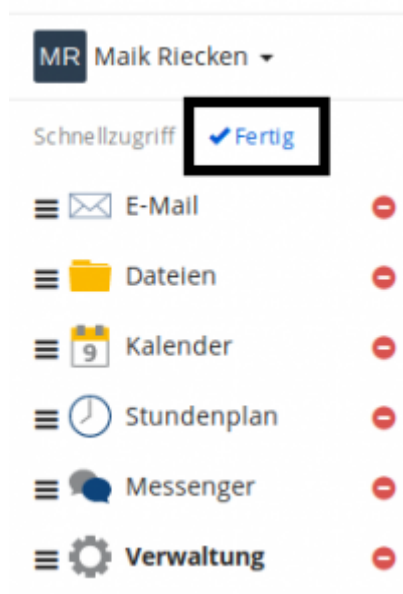 MR Maik Riecken
Schnellzugriff Fertig
E-Mail
Dateien
9 Kalender
Stundenplan
Messenger
Verwaltung